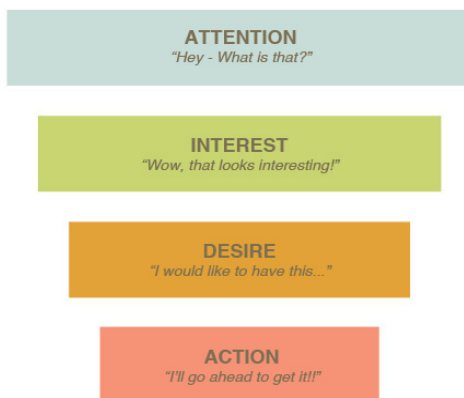 ATTENTION
“Hey - What is that?”
INTEREST
“Wow, that looks interesting!”
DESIRE
“I would like to have this...”
ACTION
“I'll go ahead to get it!!”